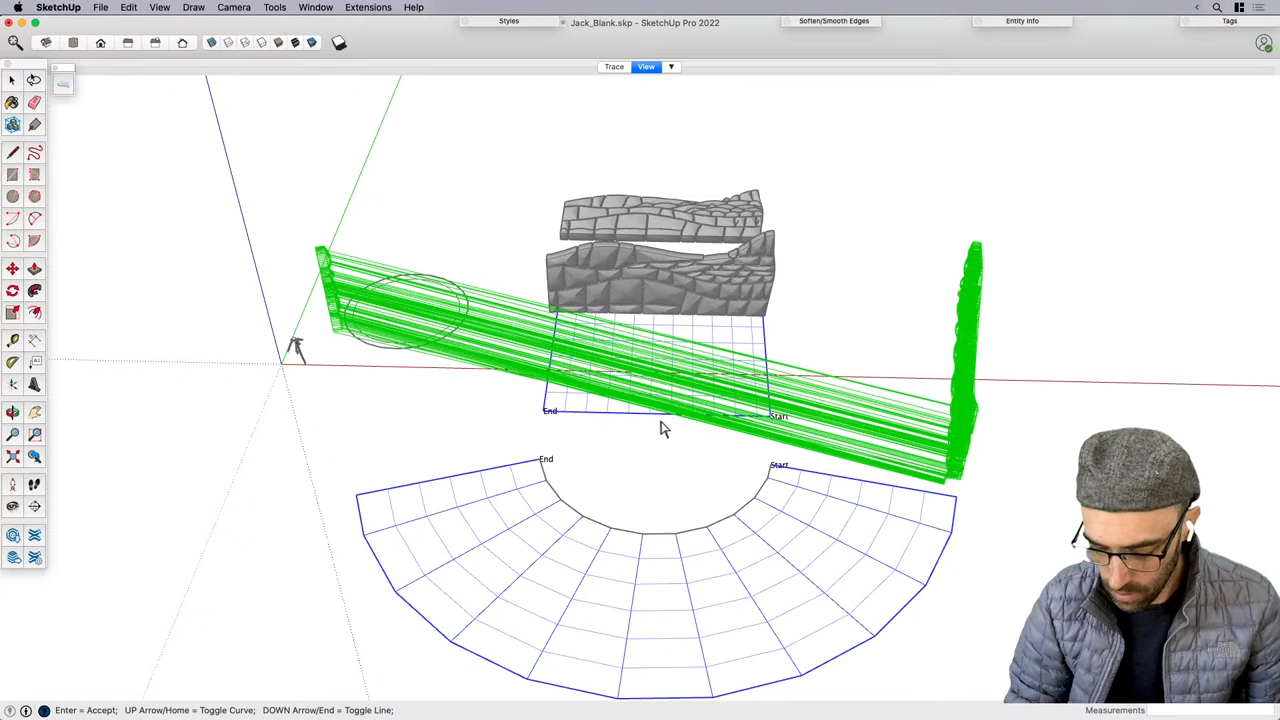 SketchUp File Edit View Draw Camera Tools Window Extensions Help
Styles
Jack_Blank.skp - SketchUp Pro 2022
Soften/Smooth Edges
Entity Info
Tags
Trace View ▼
End
Start
End
Start
Enter = Accept; UP Arrow/Home = Toggle Curve; DOWN Arrow/End = Toggle Line;
Measurements